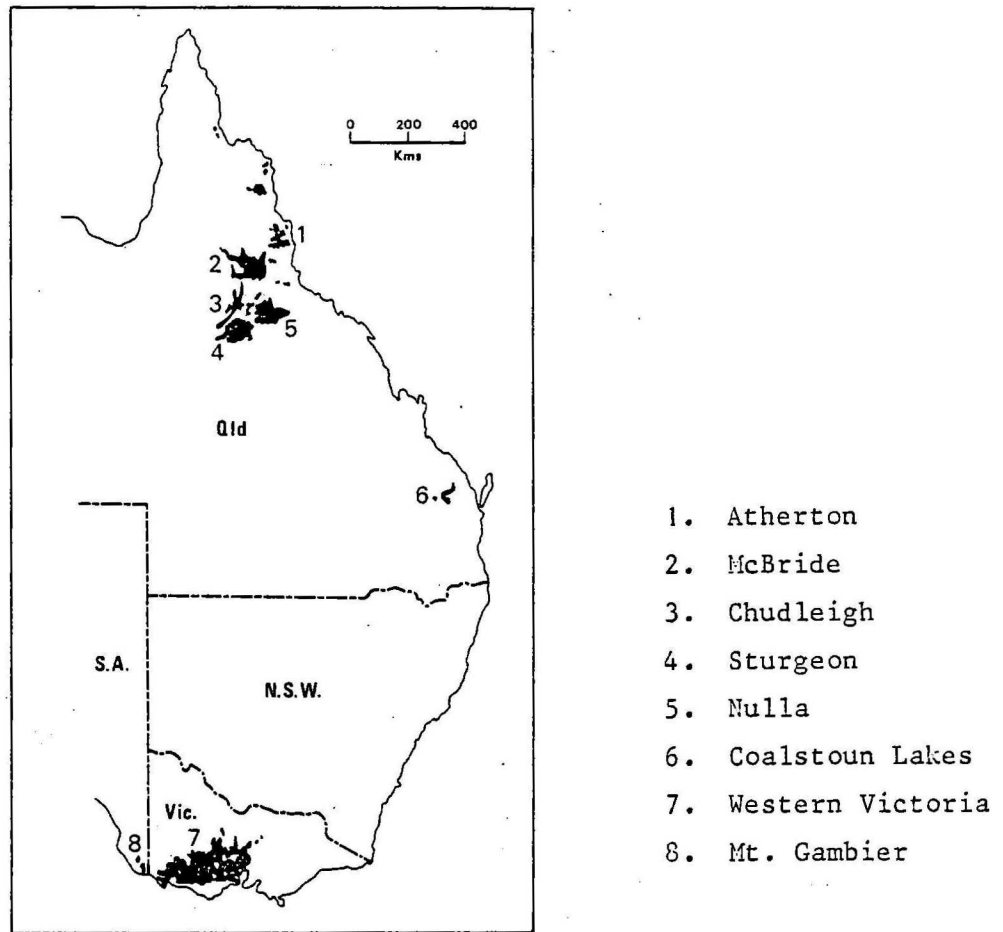 0 200 400
Kms
1
2
3
5
4
Qld
6
S.A.
N.S.W.
Vic.
7
8
1. Atherton
2. McBride
3. Chudleigh
4. Sturgeon
5. Nulla
6. Coalstoun Lakes
7. Western Victoria
8. Mt. Gambier